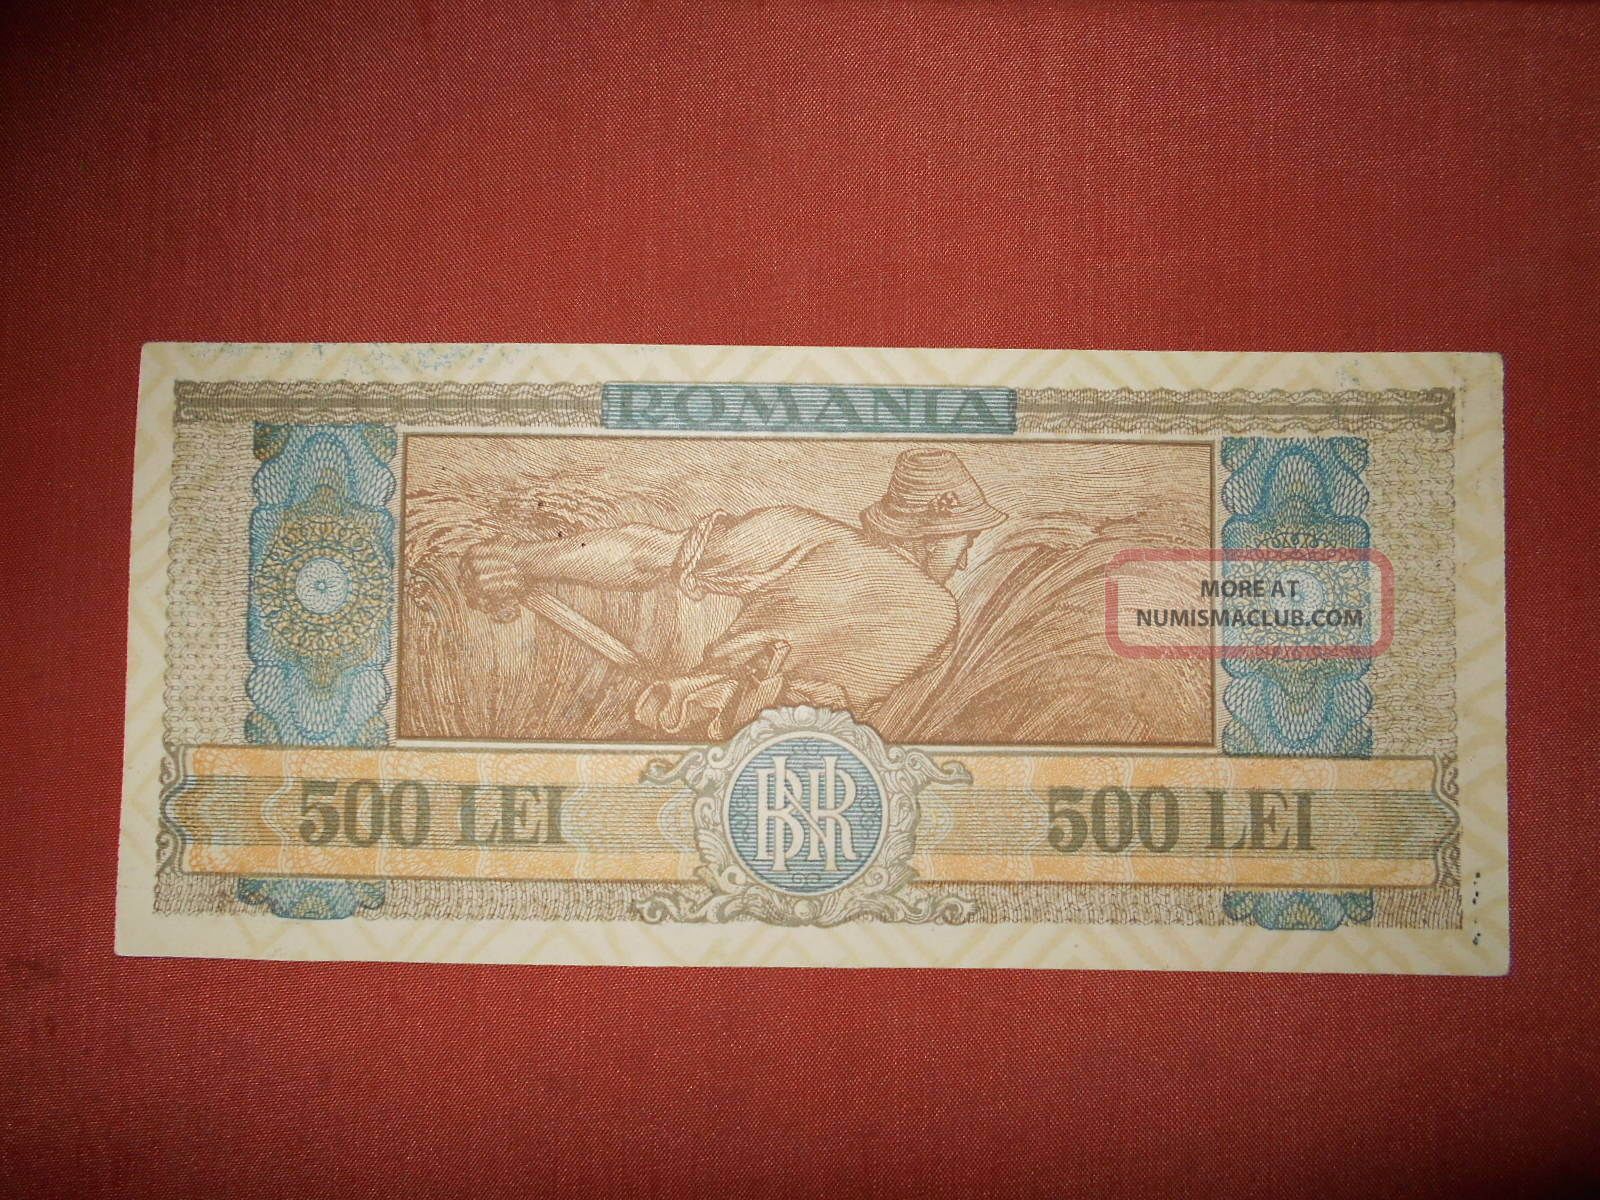 ROMANIA
MORE AT
NUMISMACLUB.COM
500 LEI
BNR
500 LEI